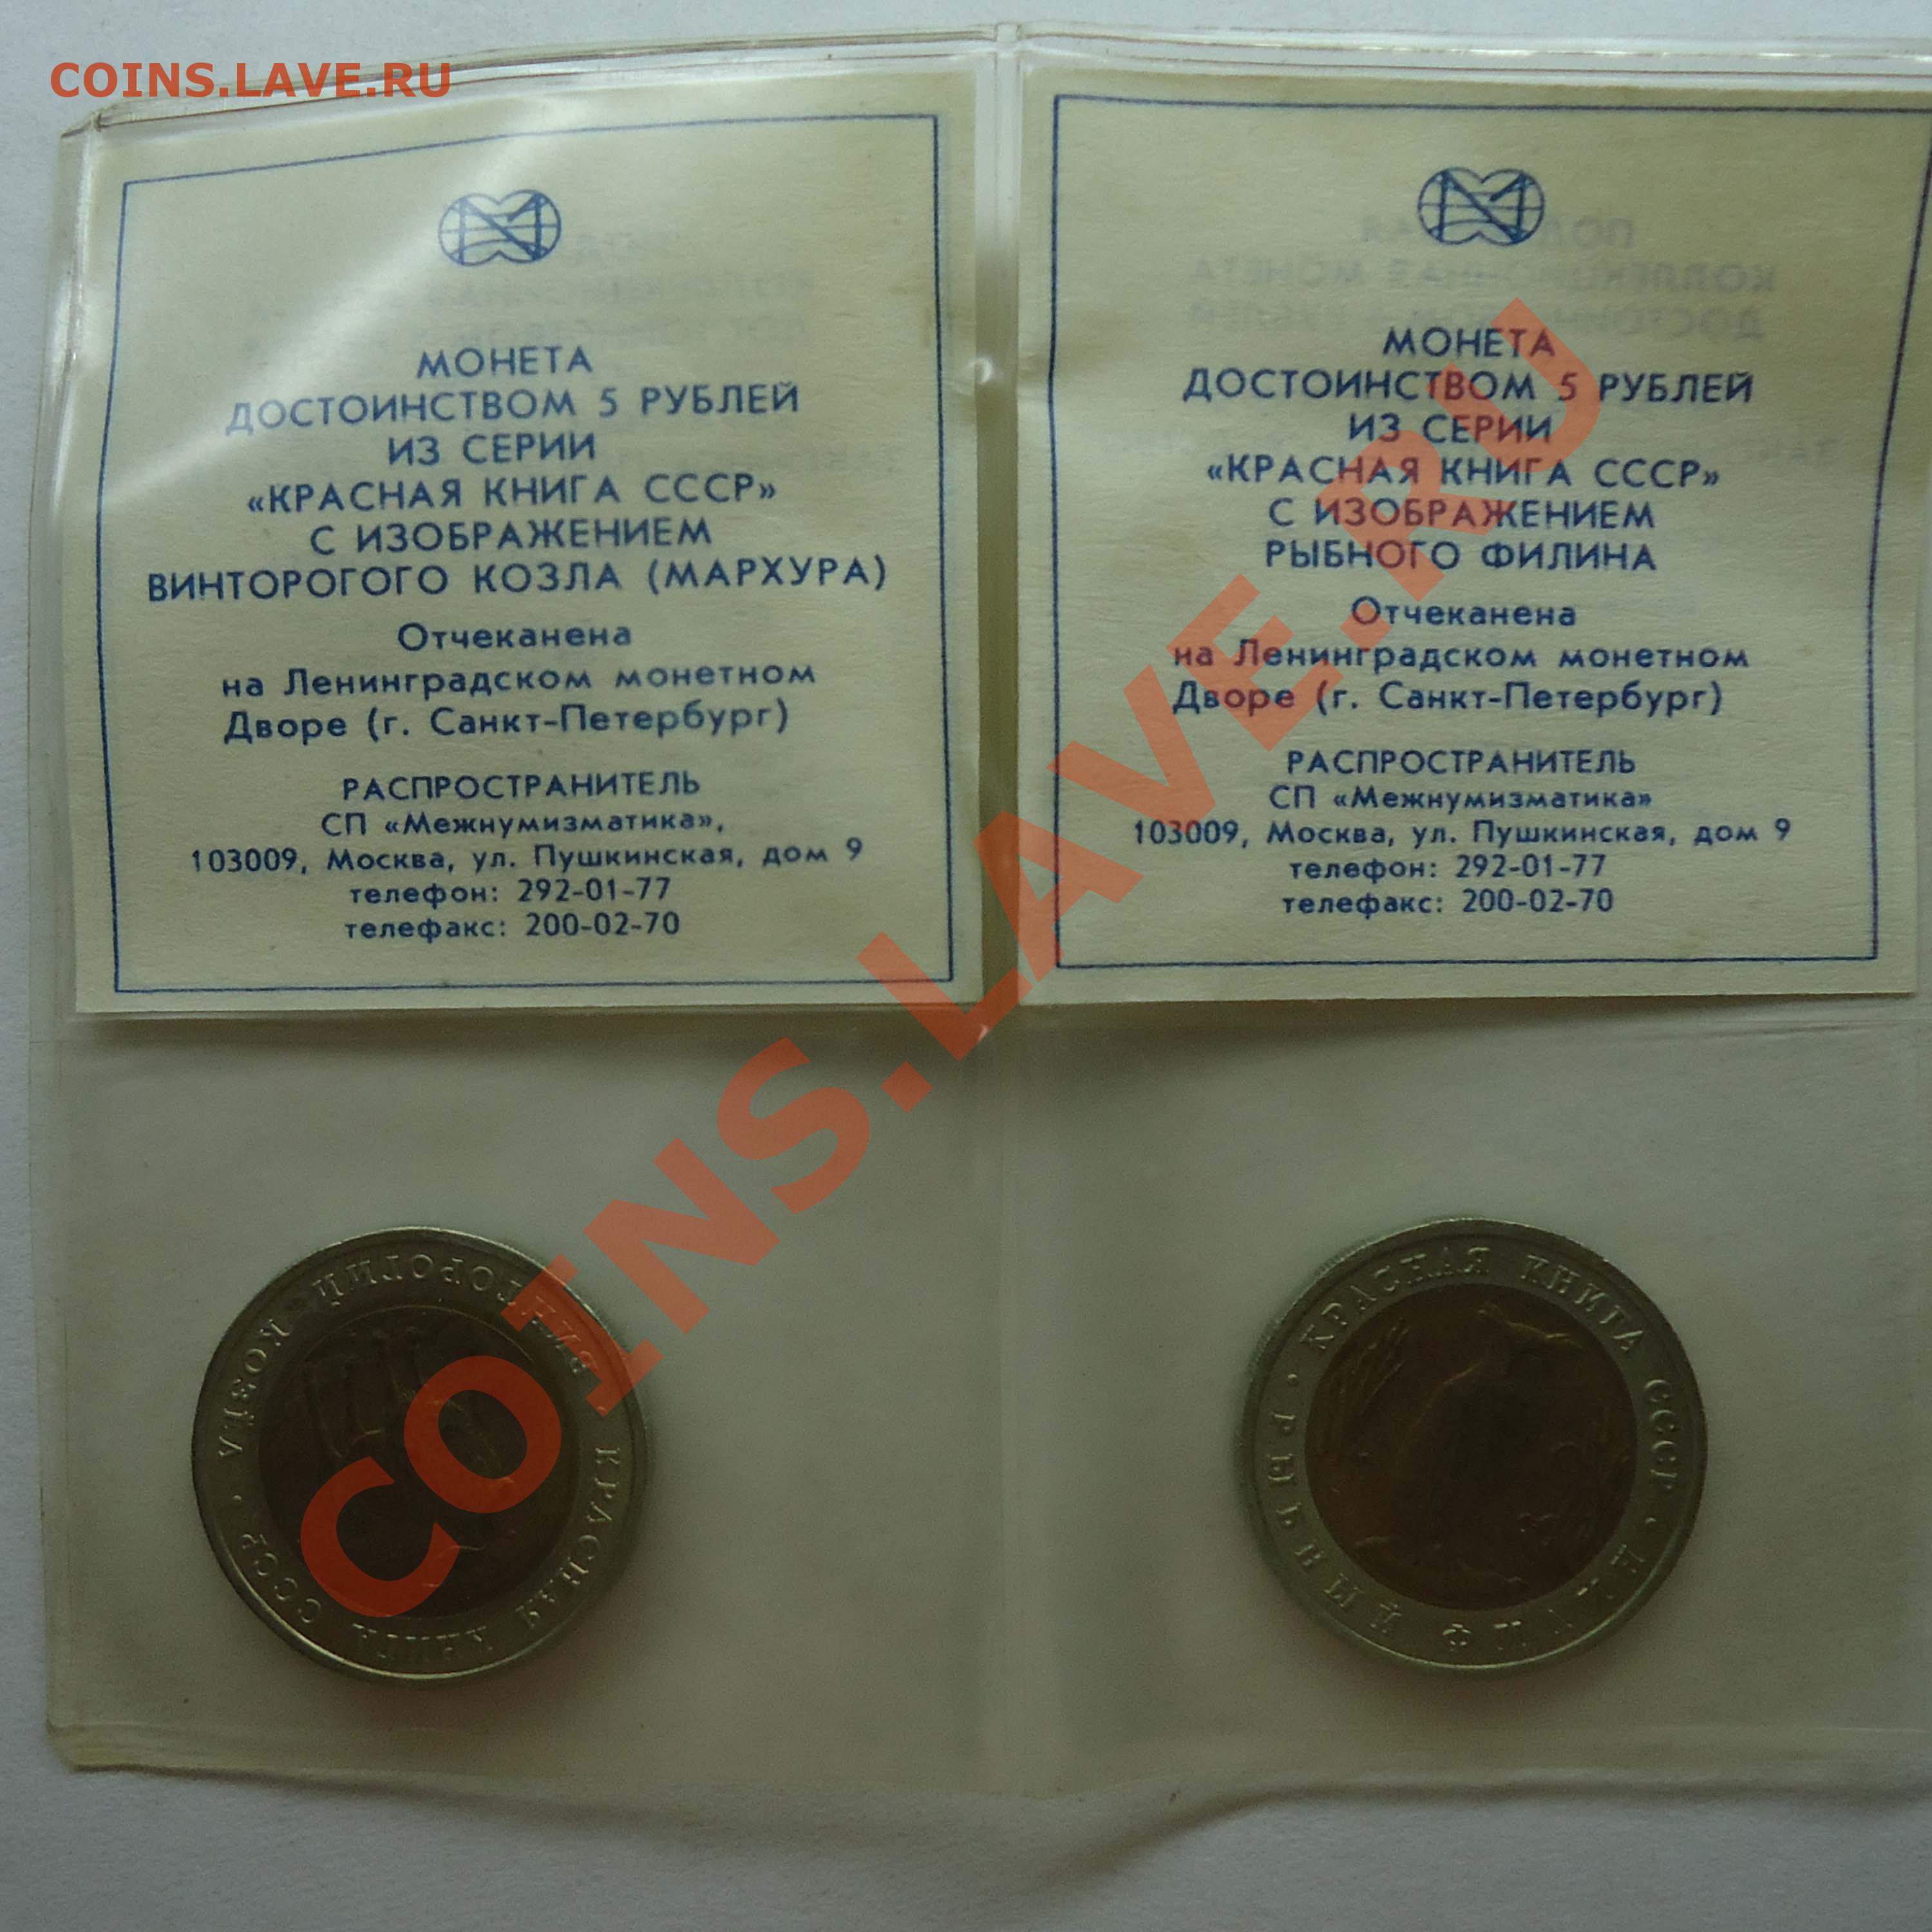 COINS.LAVE.RU
МОНЕТА
ДОСТОИНСТВОМ 5 РУБЛЕЙ
ИЗ СЕРИИ
«КРАСНАЯ КНИГА СССР»
С ИЗОБРАЖЕНИЕМ
ВИНТОРОГОГО КОЗЛА (МАРХУРА)
Отчеканена
на Ленинградском монетном
Дворе (г. Санкт-Петербург)
РАСПРОСТРАНИТЕЛЬ
СП «Межнумизматика»,
103009, Москва, ул. Пушкинская, дом 9
телефон: 292-01-77
телефакс: 200-02-70
МОНЕТА
ДОСТОИНСТВОМ 5 РУБЛЕЙ
ИЗ СЕРИИ
«КРАСНАЯ КНИГА СССР»
С ИЗОБРАЖЕНИЕМ
РЫБНОГО ФИЛИНА
Отчеканена
на Ленинградском монетном
Дворе (г. Санкт-Петербург)
РАСПРОСТРАНИТЕЛЬ
СП «Межнумизматика»
103009, Москва, ул. Пушкинская, дом 9
телефон: 292-01-77
телефакс: 200-02-70
COINS.LAVE.RU
ВИНТОРОГИЙ КОЗЕЛ · КРАСНАЯ КНИГА СССР ·
КРАСНАЯ КНИГА СССР · РЫБНЫЙ ФИЛИН ·